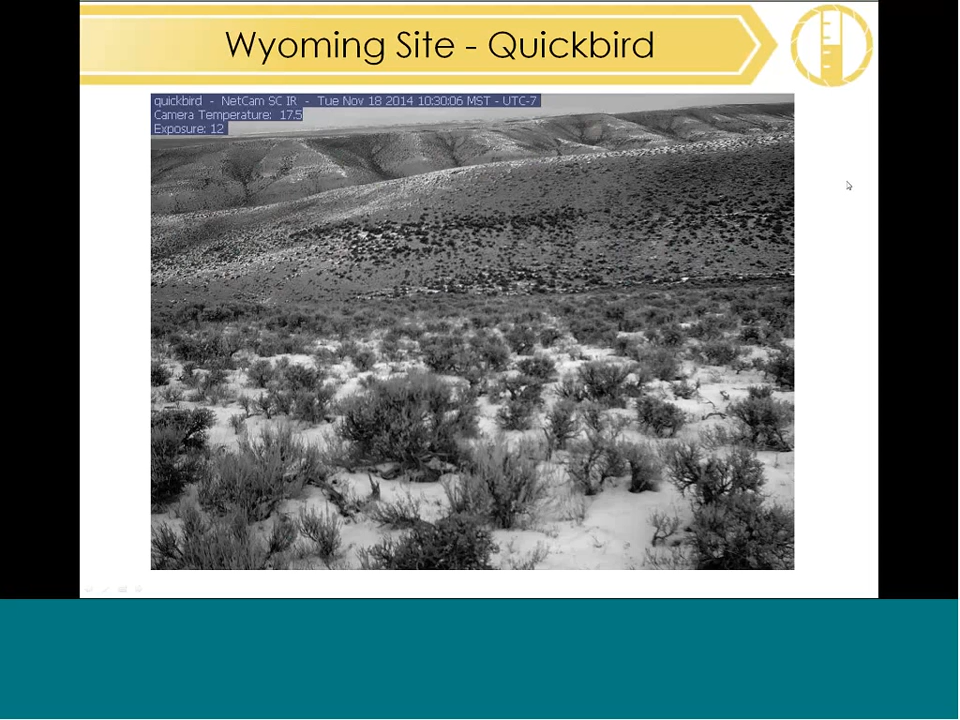 Wyoming Site - Quickbird
quickbird - NetCam SC IR - Tue Nov 18 2014 10:30:06 MST - UTC-7
Camera Temperature: 17.5
Exposure: 12